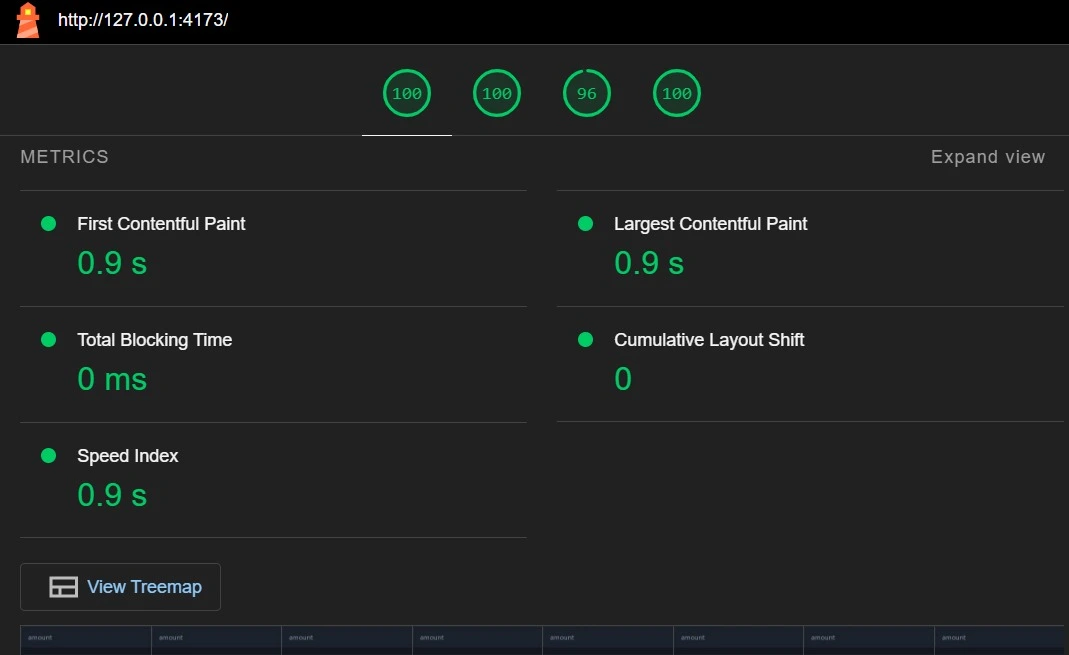 http://127.0.0.1:4173/
100 100 96 100
METRICS Expand view
First Contentful Paint Largest Contentful Paint
0.9 s 0.9 s
Total Blocking Time Cumulative Layout Shift
0 ms 0
Speed Index
0.9 s
View Treemap
amount amount amount amount amount amount amount amount